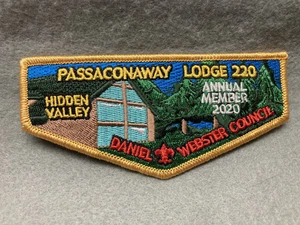 PASSACONAWAY LODGE 220
HIDDEN VALLEY
ANNUAL MEMBER 2020
DANIEL WEBSTER COUNCIL